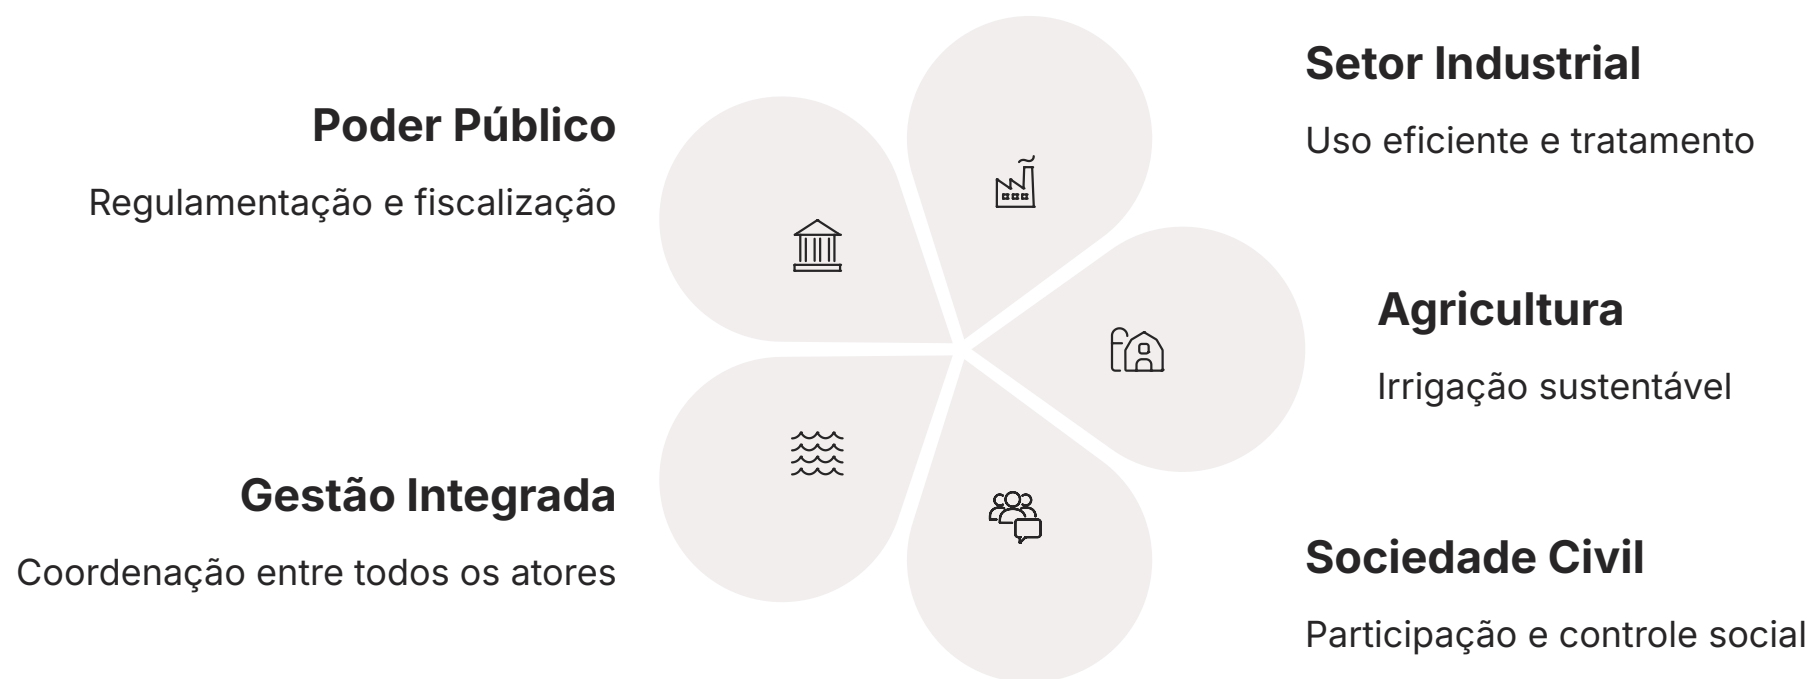 Poder Público
Regulamentação e fiscalização
Setor Industrial
Uso eficiente e tratamento
Agricultura
Irrigação sustentável
Gestão Integrada
Coordenação entre todos os atores
Sociedade Civil
Participação e controle social